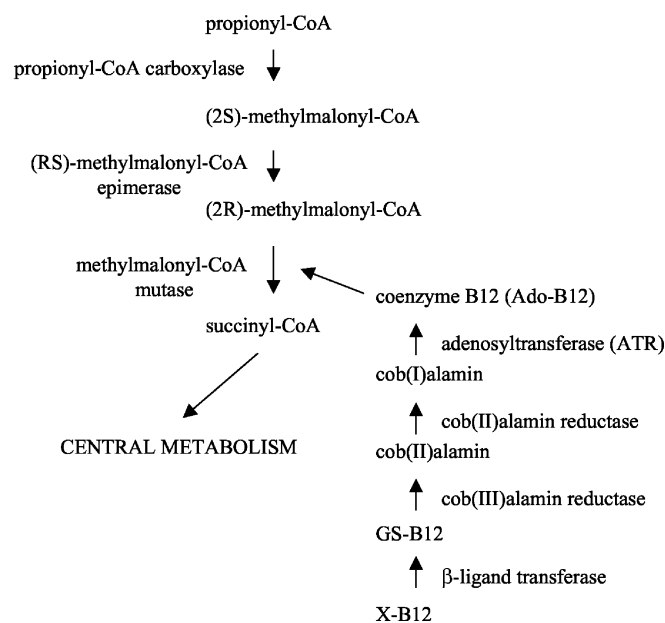 propionyl-CoA
propionyl-CoA carboxylase
(2S)-methylmalonyl-CoA
(RS)-methylmalonyl-CoA
epimerase
(2R)-methylmalonyl-CoA
methylmalonyl-CoA
mutase
coenzyme B12 (Ado-B12)
succinyl-CoA
adenosyltransferase (ATR)
cob(I)alamin
cob(II)alamin reductase
CENTRAL METABOLISM
cob(II)alamin
cob(III)alamin reductase
GS-B12
β-ligand transferase
X-B12